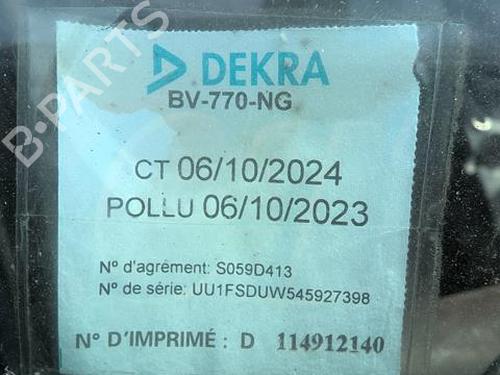 B-PARTS
DEKRA
BV-770-NG
CT 06/10/2024
POLLU 06/10/2023
N° d'agrément: S059D413
N° de série: UU1FSDUW545927398
N° D'IMPRIMÉ : D 114912140